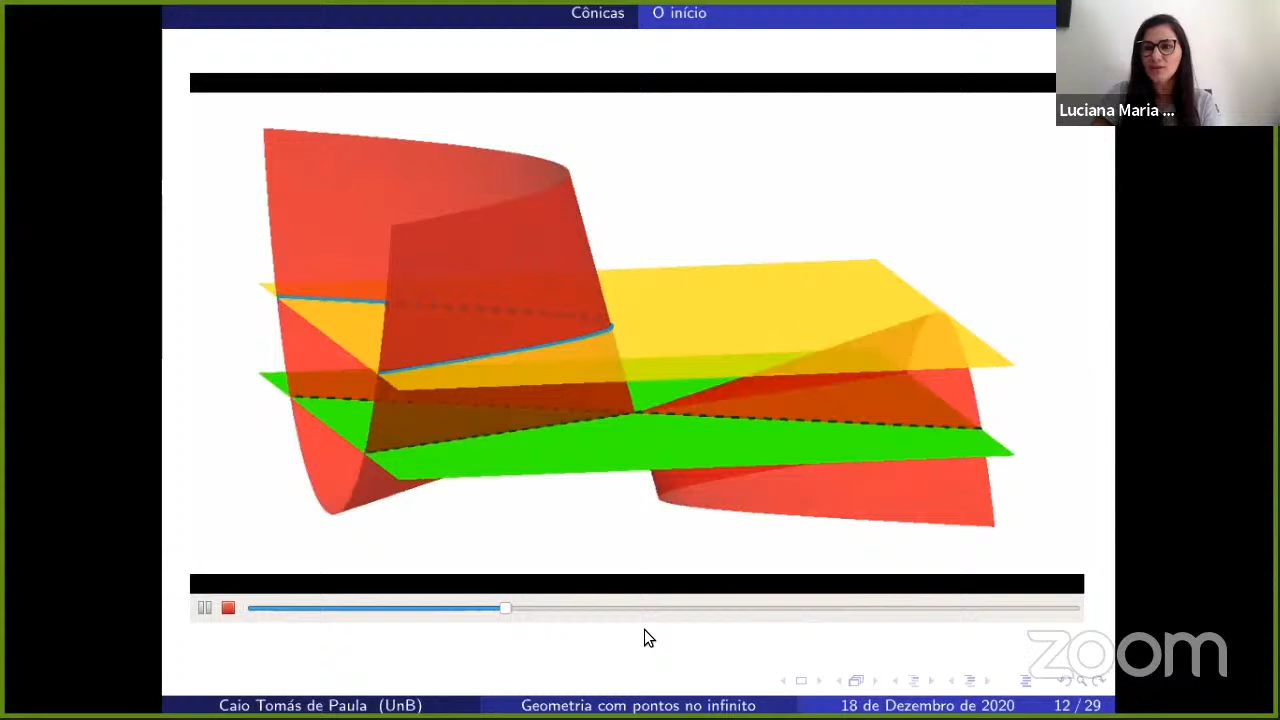 Cônicas O início
Luciana Maria ...
zoom
Caio Tomás de Paula (UnB) Geometria com pontos no infinito 18 de Dezembro de 2020 12 / 29